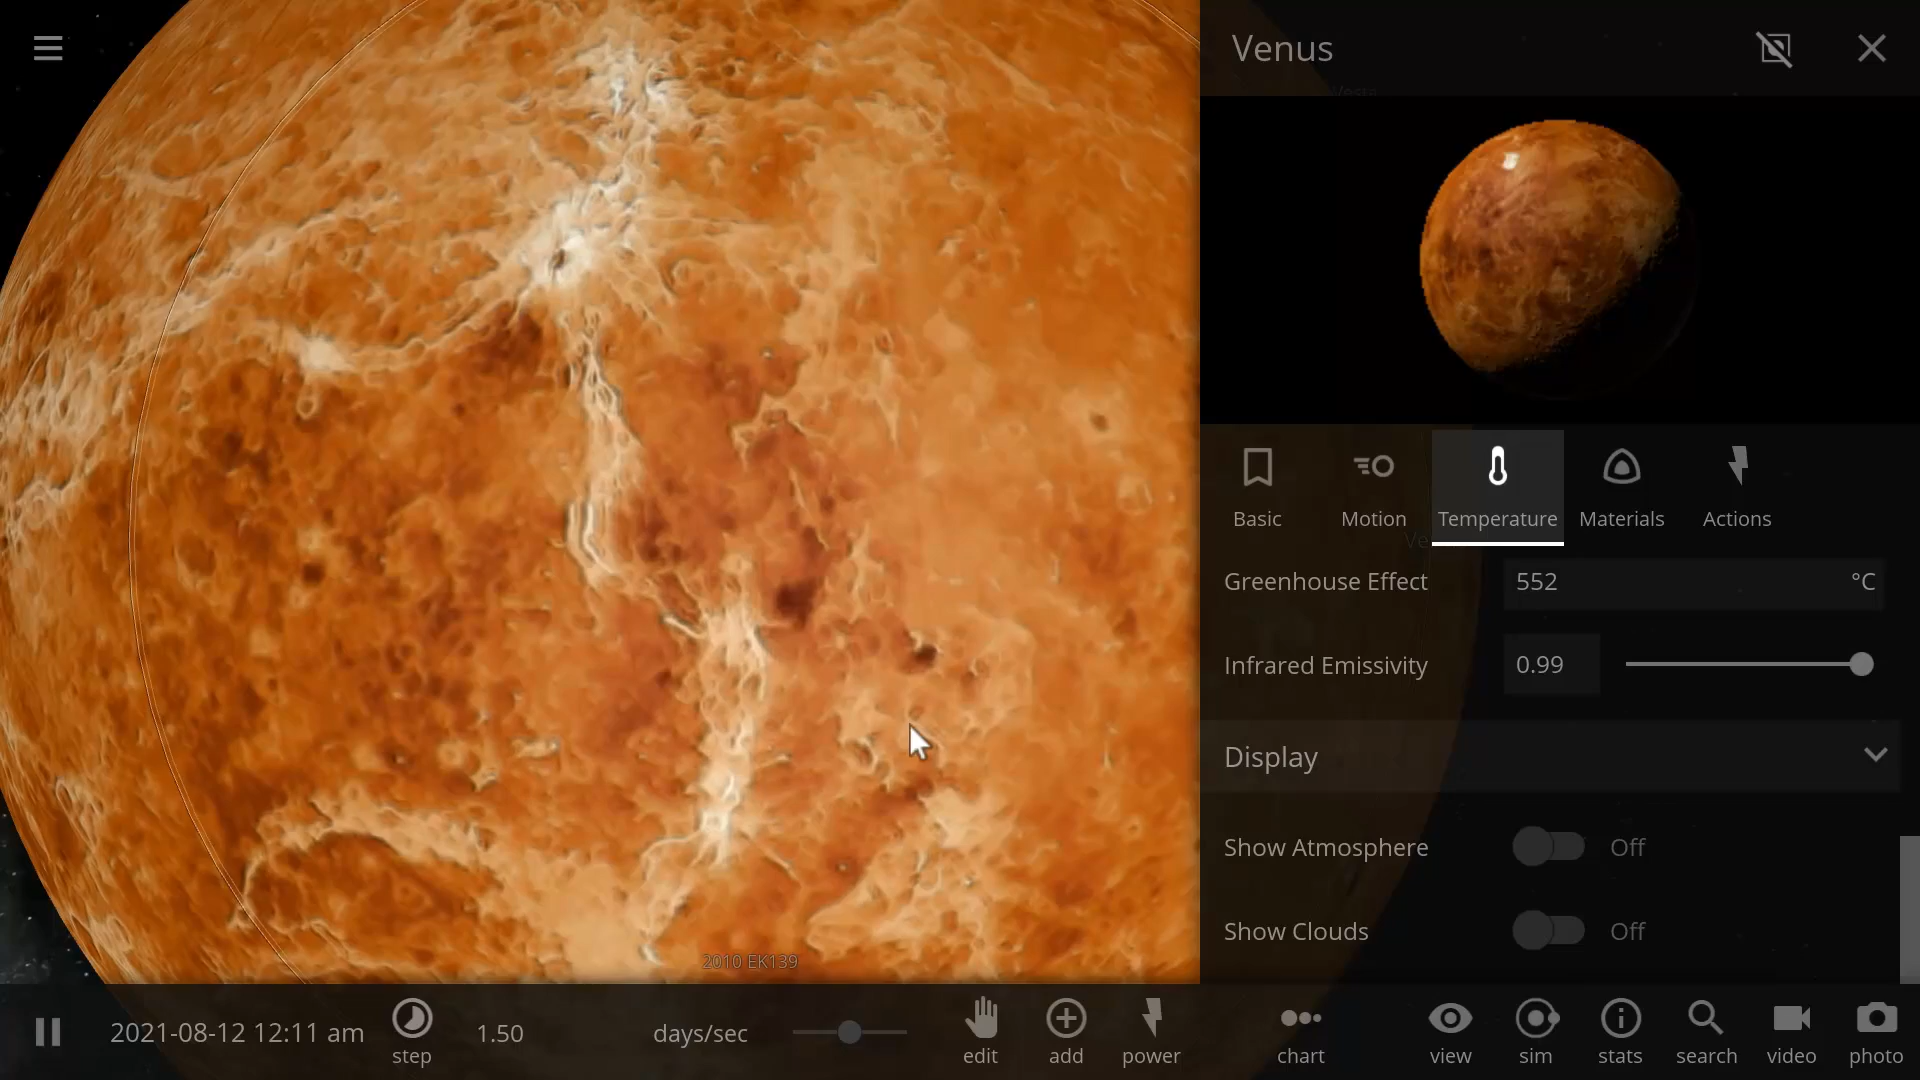 Venus
Vesta
Basic
Motion
Temperature
Materials
Actions
Greenhouse Effect
552
°C
Infrared Emissivity
0.99
Display
Show Atmosphere
Off
Show Clouds
Off
2010 EK139
2021-08-12 12:11 am
step
1.50
days/sec
edit
add
power
chart
view
sim
stats
search
video
photo